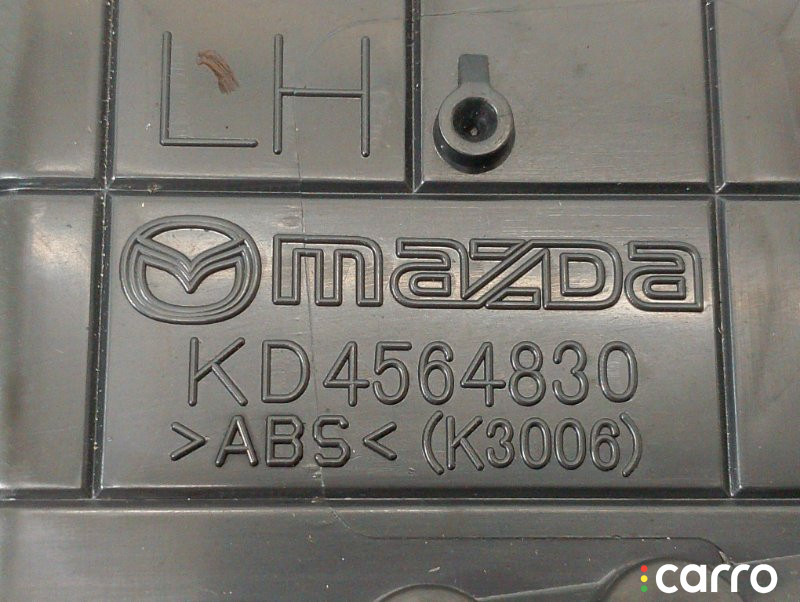 LH
mazda
KD4564830
>ABS< (K3006)
carro